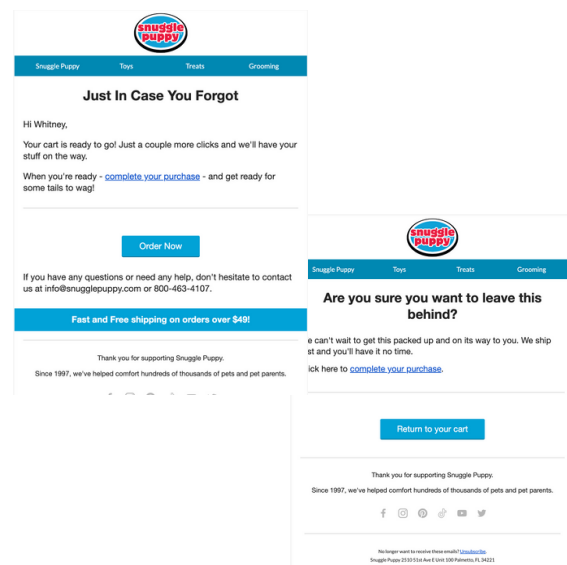 snuggle
puppy
Snuggle Puppy Toys Treats Grooming
Just In Case You Forgot
Hi Whitney,
Your cart is ready to go! Just a couple more clicks and we'll have your
stuff on the way.
When you're ready - complete your purchase - and get ready for
some tails to wag!
Order Now
If you have any questions or need any help, don't hesitate to contact
us at info@snugglepuppy.com or 800-463-4107.
Fast and Free shipping on orders over $49!
Thank you for supporting Snuggle Puppy.
Since 1997, we've helped comfort hundreds of thousands of pets and pet parents.
snuggle
puppy
Snuggle Puppy Toys Treats Grooming
Are you sure you want to leave this
behind?
e can't wait to get this packed up and on its way to you. We ship
st and you'll have it no time.
ick here to complete your purchase.
Return to your cart
Thank you for supporting Snuggle Puppy.
Since 1997, we've helped comfort hundreds of thousands of pets and pet parents.
No longer want to receive these emails? Unsubscribe.
Snuggle Puppy 2510 51st Ave E Unit 100 Palmetto, FL 34221